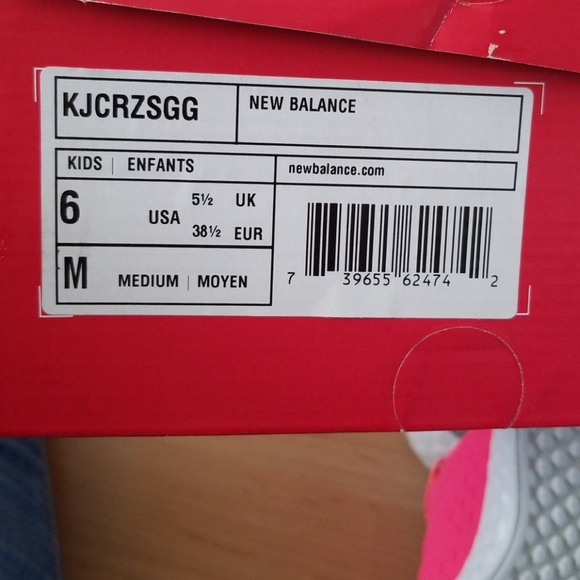 KJCRZSGG
NEW BALANCE
KIDS | ENFANTS
newbalance.com
6 USA 5½ UK
38½ EUR
M MEDIUM | MOYEN
7 39655 62474 2